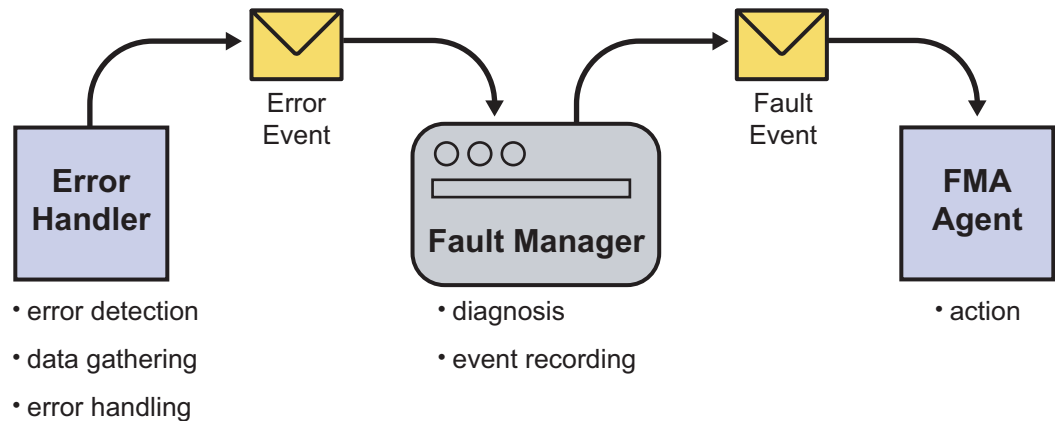 Error
Event
Fault
Event
Error
Handler
Fault Manager
FMA
Agent
• error detection
• data gathering
• error handling
• diagnosis
• event recording
• action